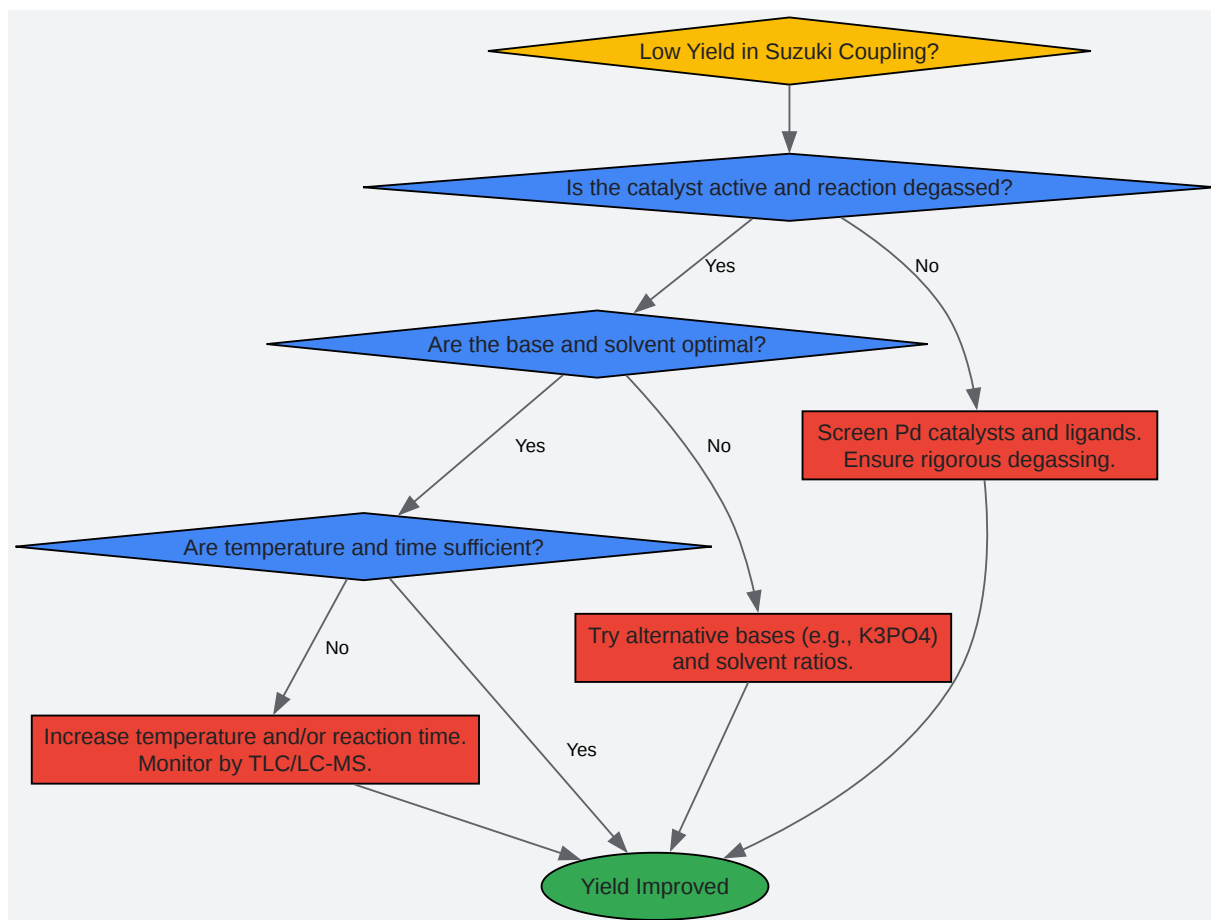 Low Yield in Suzuki Coupling?
Is the catalyst active and reaction degassed?
Yes
No
Are the base and solvent optimal?
Screen Pd catalysts and ligands.
Ensure rigorous degassing.
Yes
No
Are temperature and time sufficient?
Try alternative bases (e.g., K3PO4)
and solvent ratios.
No
Increase temperature and/or reaction time.
Monitor by TLC/LC-MS.
Yes
Yield Improved